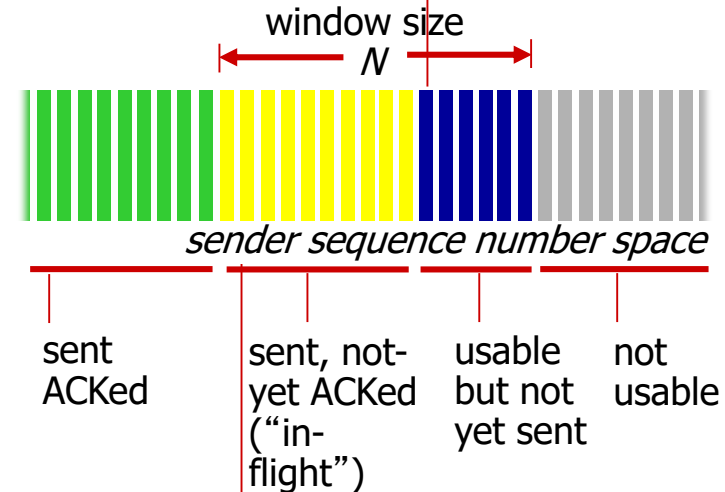 window size
N
sender sequence number space
sent
ACKed
sent, not-
yet ACKed
(“in-
flight”)
usable
but not
yet sent
not
usable